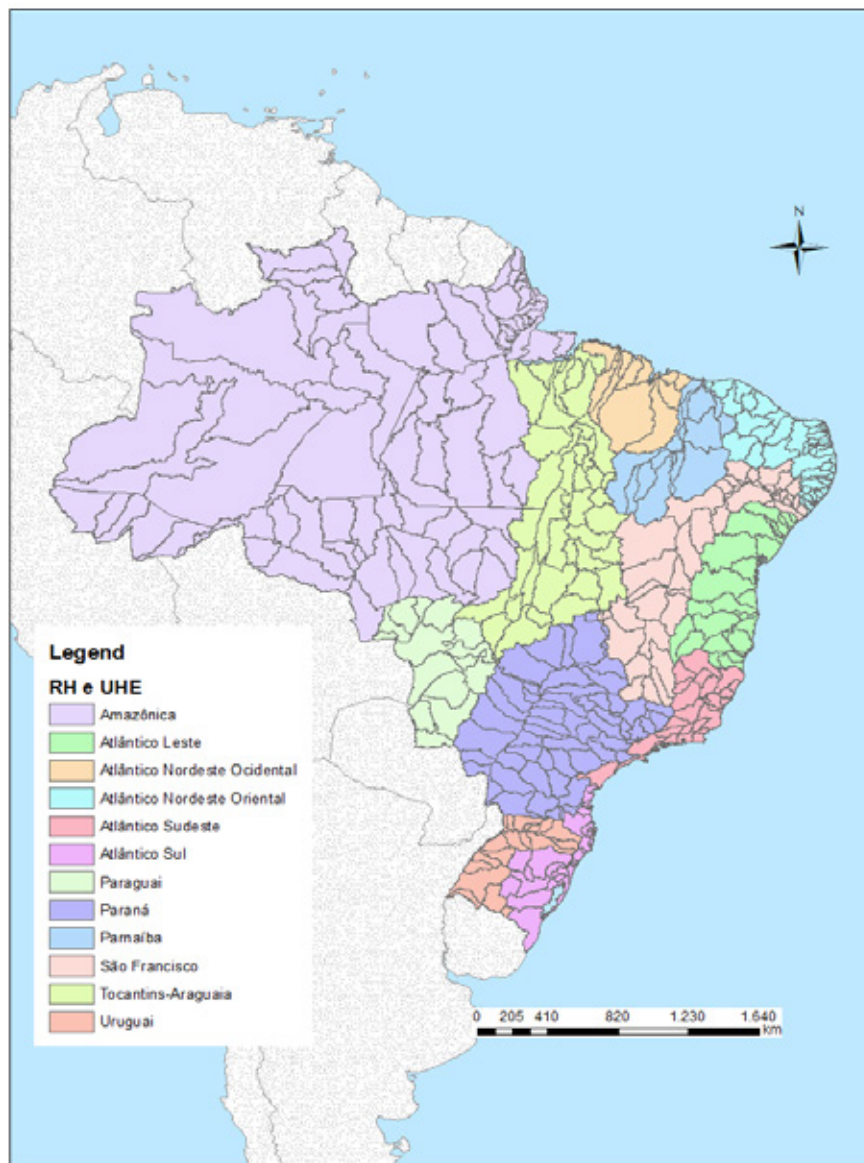 N
Legend
RH e UHE
Amazônica
Atlântico Leste
Atlântico Nordeste Ocidental
Atlântico Nordeste Oriental
Atlântico Sudeste
Atlântico Sul
Paraguai
Paraná
Parnaíba
São Francisco
Tocantins-Araguaia
Uruguai
0 205 410 820 1.230 1.640
km